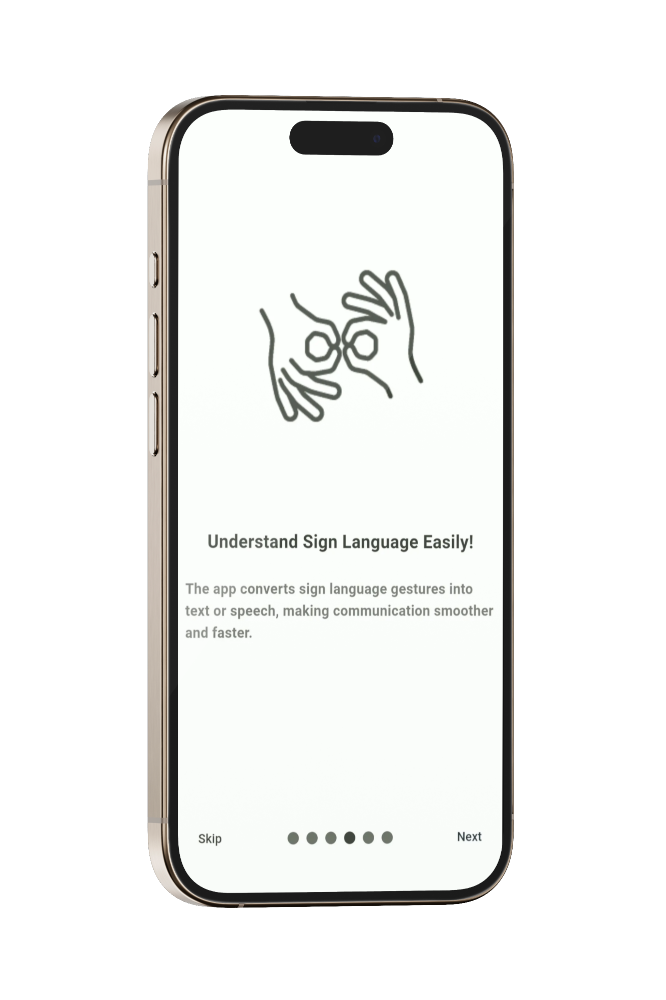 Understand Sign Language Easily!
The app converts sign language gestures into
text or speech, making communication smoother
and faster.
Skip
Next